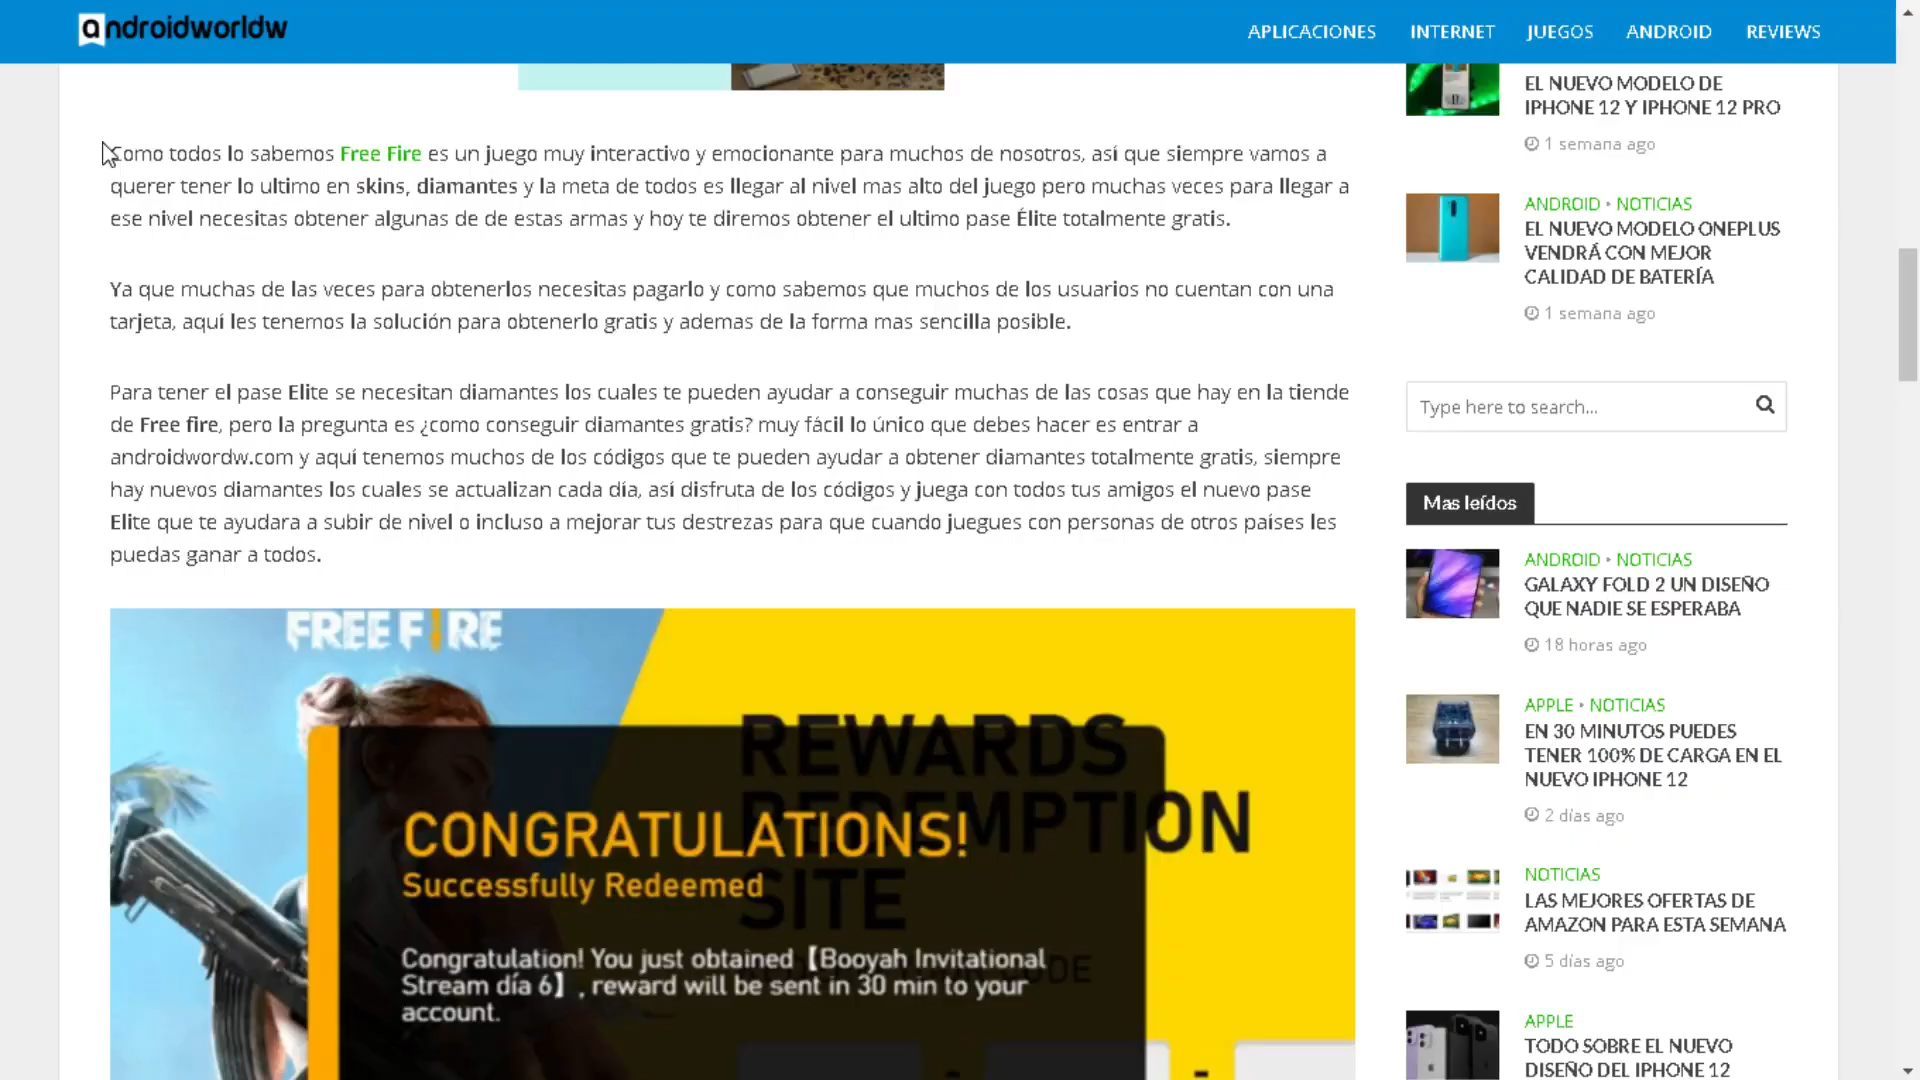 androidworldw
APLICACIONES INTERNET JUEGOS ANDROID REVIEWS
Como todos lo sabemos Free Fire es un juego muy interactivo y emocionante para muchos de nosotros, así que siempre vamos a
querer tener lo ultimo en skins, diamantes y la meta de todos es llegar al nivel mas alto del juego pero muchas veces para llegar a
ese nivel necesitas obtener algunas de de estas armas y hoy te diremos obtener el ultimo pase Élite totalmente gratis.
Ya que muchas de las veces para obtenerlos necesitas pagarlo y como sabemos que muchos de los usuarios no cuentan con una
tarjeta, aquí les tenemos la solución para obtenerlo gratis y ademas de la forma mas sencilla posible.
Para tener el pase Elite se necesitan diamantes los cuales te pueden ayudar a conseguir muchas de las cosas que hay en la tiende
de Free fire, pero la pregunta es ¿como conseguir diamantes gratis? muy fácil lo único que debes hacer es entrar a
androidwordw.com y aquí tenemos muchos de los códigos que te pueden ayudar a obtener diamantes totalmente gratis, siempre
hay nuevos diamantes los cuales se actualizan cada día, así disfruta de los códigos y juega con todos tus amigos el nuevo pase
Elite que te ayudara a subir de nivel o incluso a mejorar tus destrezas para que cuando juegues con personas de otros países les
puedas ganar a todos.
FREE FIRE
REWARDS
REDEMPTION
SITE
CONGRATULATIONS!
Successfully Redeemed
Congratulation! You just obtained【Booyah Invitational
Stream día 6】, reward will be sent in 30 min to your
account.
EL NUEVO MODELO DE
IPHONE 12 Y IPHONE 12 PRO
1 semana ago
ANDROID • NOTICIAS
EL NUEVO MODELO ONEPLUS
VENDRÁ CON MEJOR
CALIDAD DE BATERÍA
1 semana ago
Type here to search...
Mas leídos
ANDROID • NOTICIAS
GALAXY FOLD 2 UN DISEÑO
QUE NADIE SE ESPERABA
18 horas ago
APPLE • NOTICIAS
EN 30 MINUTOS PUEDES
TENER 100% DE CARGA EN EL
NUEVO IPHONE 12
2 días ago
NOTICIAS
LAS MEJORES OFERTAS DE
AMAZON PARA ESTA SEMANA
5 días ago
APPLE
TODO SOBRE EL NUEVO
DISEÑO DEL IPHONE 12